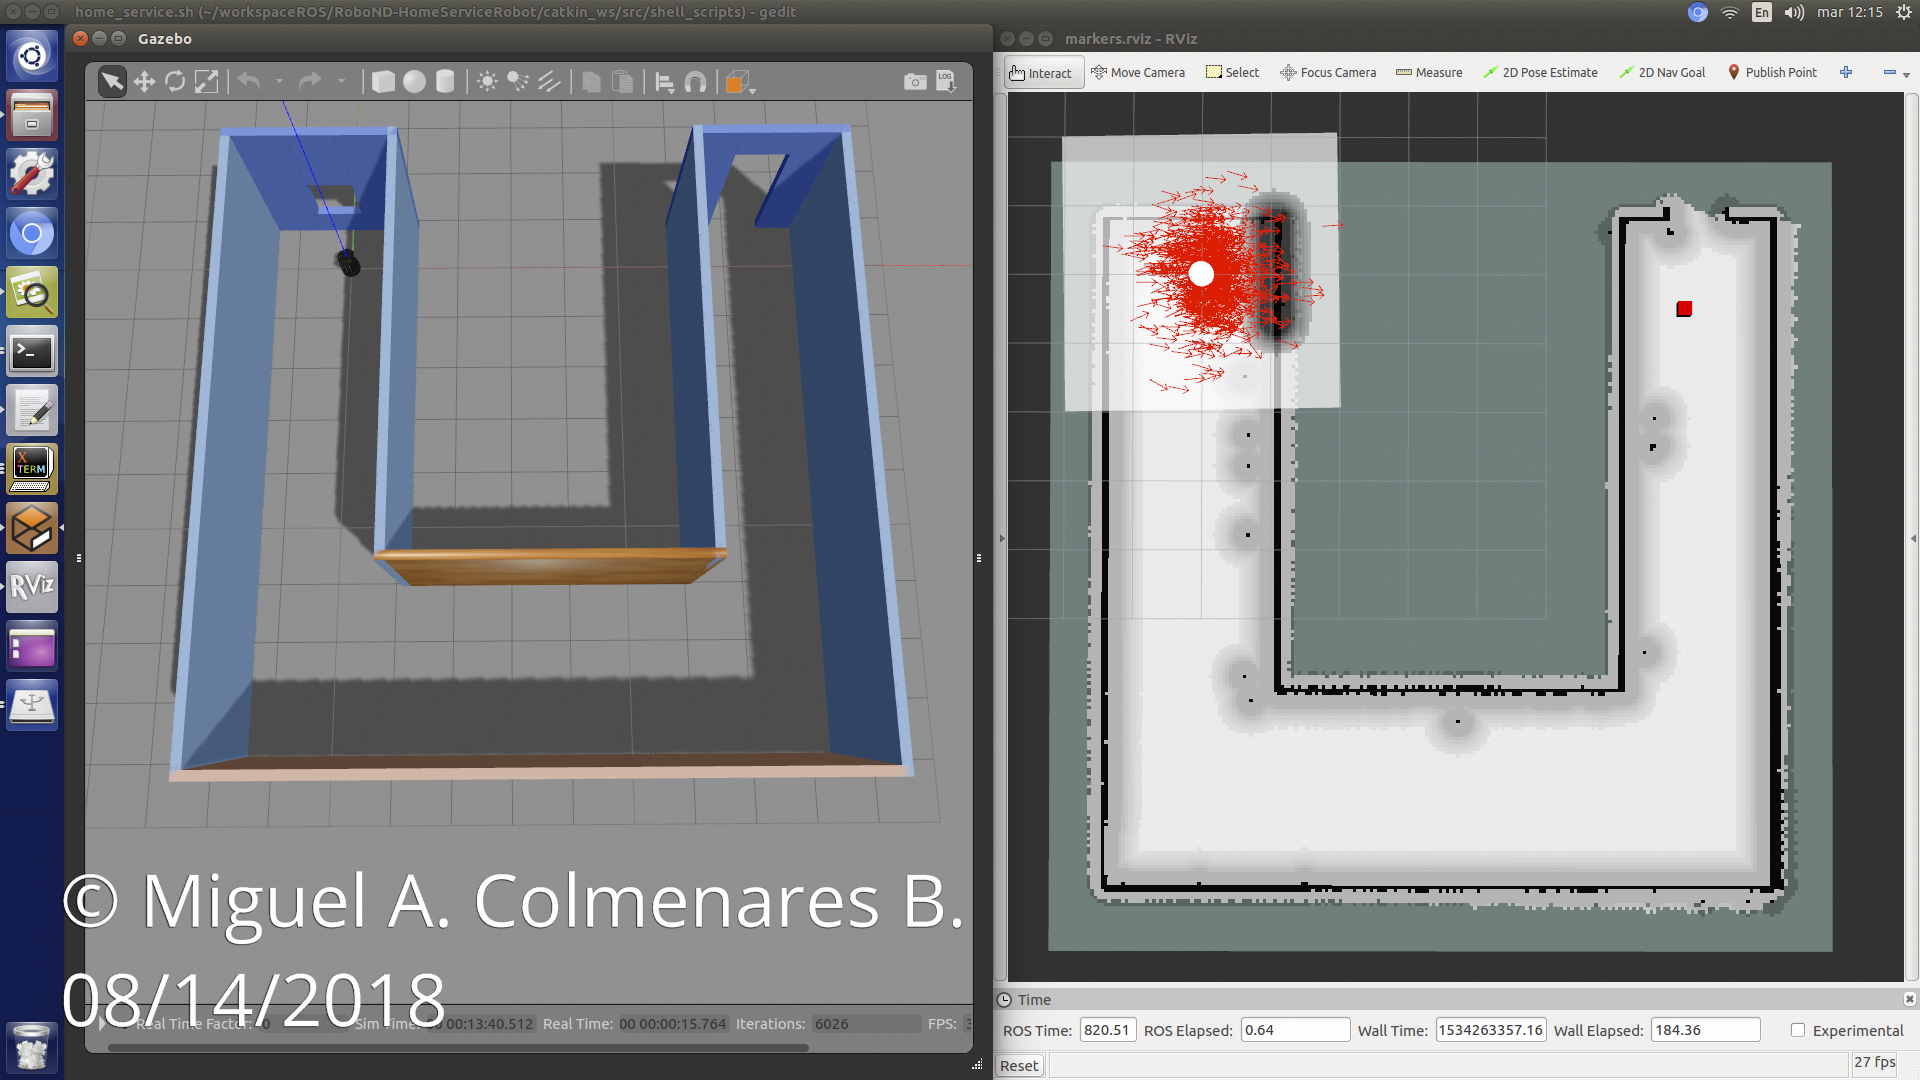 home_service.sh (~/workspaceROS/RoboND-HomeServiceRobot/catkin_ws/src/shell_scripts) - gedit
En
mar 12:15
Gazebo
LOG
markers.rviz - RViz
Interact
Move Camera
Select
Focus Camera
Measure
2D Pose Estimate
2D Nav Goal
Publish Point
X
TERM
RViz
© Miguel A. Colmenares B.
08/14/2018
Real Time Factor: 0
Sim Time: 00 00:13:40.512
Real Time: 00 00:00:15.764
Iterations: 6026
FPS:
Time
ROS Time: 820.51
ROS Elapsed: 0.64
Wall Time: 1534263357.16
Wall Elapsed: 184.36
Experimental
Reset
27 fps